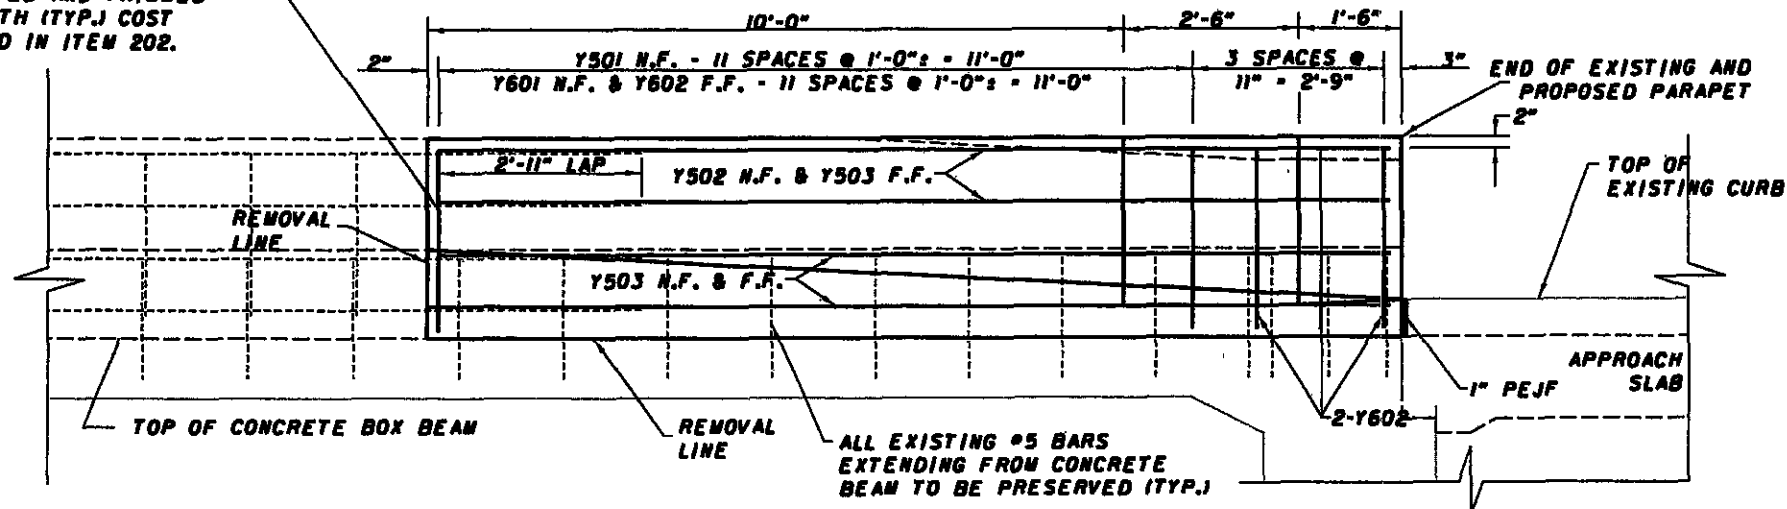 TH (TYP.) COST
D IN ITEM 202.
10'-0"
2'-6"
1'-6"
2"
Y501 N.F. - 11 SPACES @ 1'-0"± = 11'-0"
Y601 N.F. & Y602 F.F. - 11 SPACES @ 1'-0"± = 11'-0"
3 SPACES @
11" = 2'-9"
3"
END OF EXISTING AND
PROPOSED PARAPET
2"
2'-11" LAP
Y502 N.F. & Y503 F.F.
TOP OF
EXISTING CURB
REMOVAL
LINE
Y503 N.F. & F.F.
APPROACH
SLAB
1" PEJF
2-Y602
TOP OF CONCRETE BOX BEAM
REMOVAL
LINE
ALL EXISTING #5 BARS
EXTENDING FROM CONCRETE
BEAM TO BE PRESERVED (TYP.)